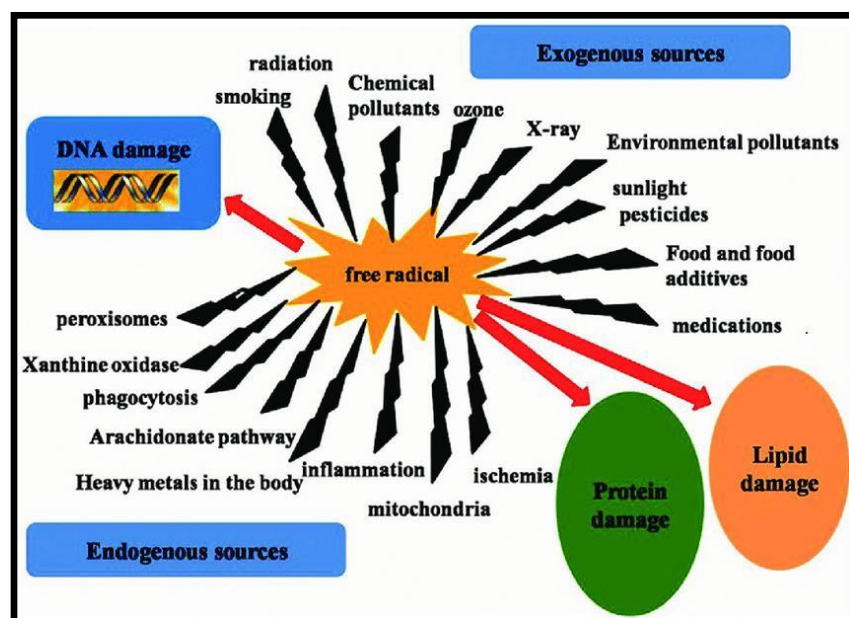 Exogenous sources
radiation
smoking
Chemical
pollutants
ozone
X-ray
Environmental pollutants
sunlight
pesticides
Food and food
additives
medications
DNA damage
free radical
peroxisomes
Xanthine oxidase
phagocytosis
Arachidonate pathway
Heavy metals in the body
inflammation
mitochondria
ischemia
Protein
damage
Lipid
damage
Endogenous sources